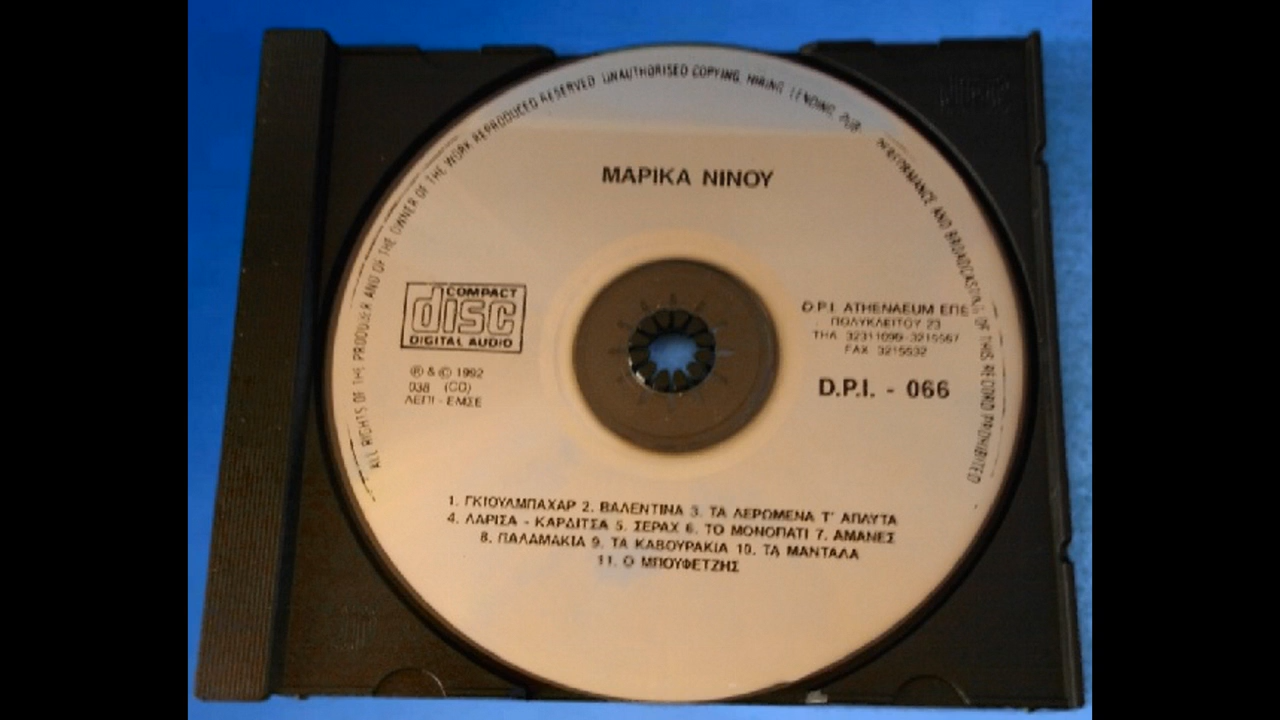 ALL RIGHTS OF THE PRODUCER AND OF THE OWNER OF THE WORK REPRODUCED RESERVED. UNAUTHORISED COPYING, HIRING, LENDING, PUB PERFORMANCE AND BROADCASTING OF THIS RECORD PROHIBITED
ΜΑΡΙΚΑ ΝΙΝΟΥ
COMPACT
disc
DIGITAL AUDIO
℗ & © 1992
038 (CD)
ΑΕΠΙ - ΕΜΣΕ
D.P.I. ATHENAEUM ΕΠΕ
ΠΟΛΥΚΛΕΙΤΟΥ 23
FAX 3215532
D.P.I. - 066
1. ΓΚΙΟΥΛΜΠΑΧΑΡ 2. ΒΑΛΕΝΤΙΝΑ 3. ΤΑ ΛΕΡΩΜΕΝΑ Τ' ΑΠΛΥΤΑ
4. ΛΑΡΙΣΑ - ΚΑΡΔΙΤΣΑ 5. ΣΕΡΑΧ 6. ΤΟ ΜΟΝΟΠΑΤΙ 7. ΑΜΑΝΕΣ
8. ΠΑΛΑΜΑΚΙΑ 9. ΤΑ ΚΑΒΟΥΡΑΚΙΑ 10. ΤΑ ΜΑΝΤΑΛΑ
11. Ο ΜΠΟΥΦΕΤΖΗΣ